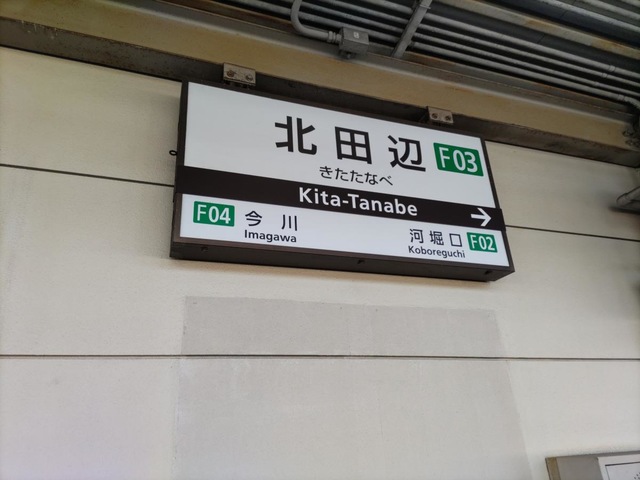 北田辺 F03
きたたなべ
Kita-Tanabe
F04 今川 河堀口 F02
Imagawa Koboreguchi